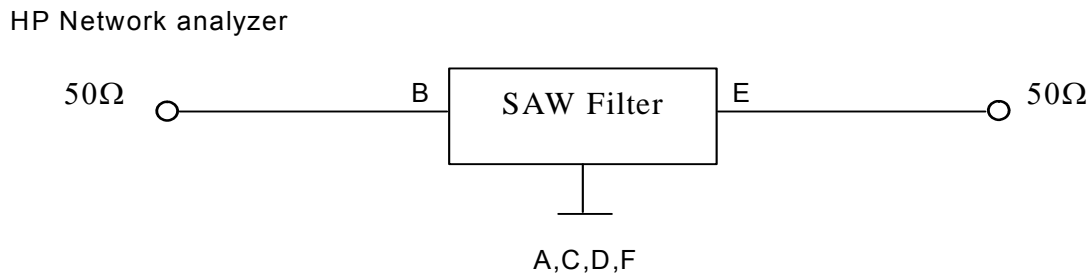 HP Network analyzer
50Ω
B
SAW Filter
E
50Ω
A,C,D,F